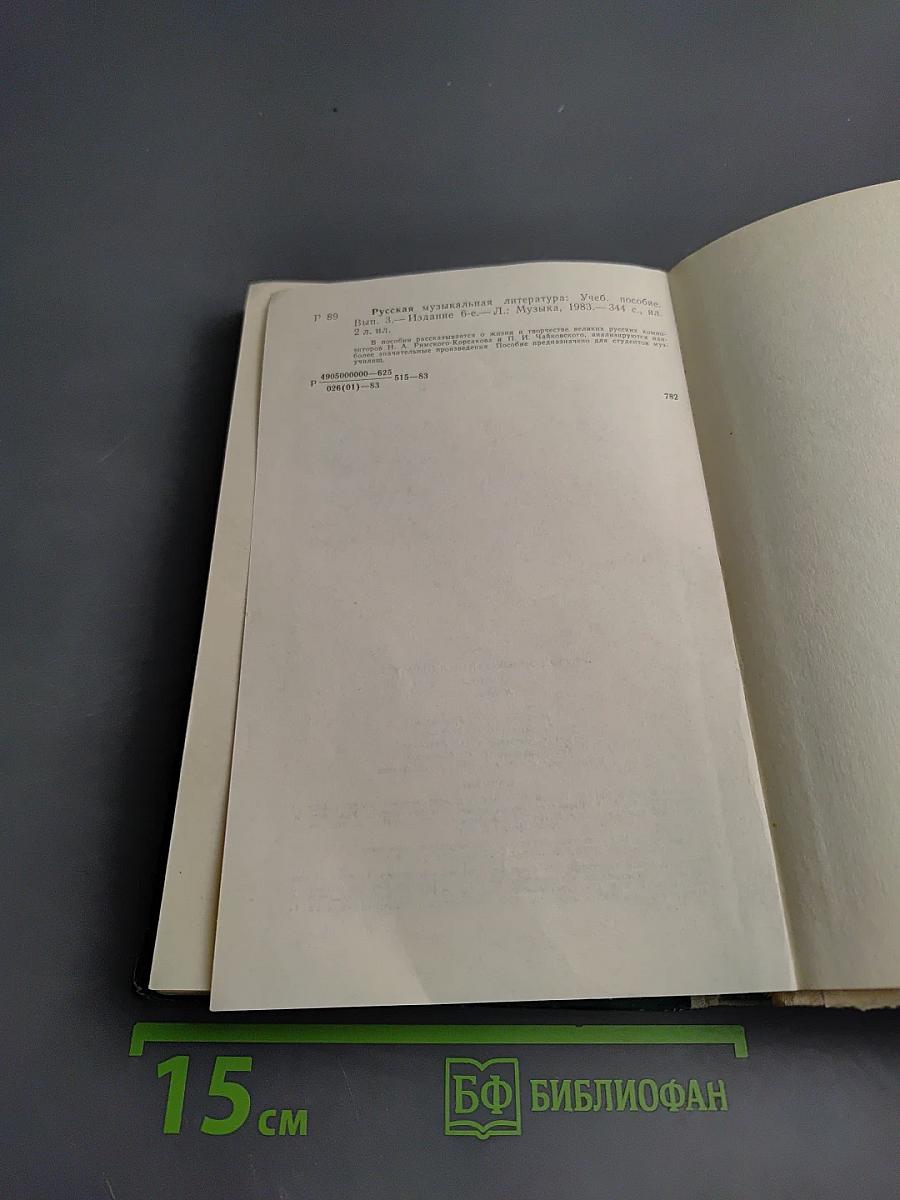 Р 89
Русская музыкальная литература: Учеб. пособие.
Вып. 3.— Издание 6-е.— Л.: Музыка, 1983.— 344 с., ил.
2 л. ил.
В пособии рассказывается о жизни и творчестве великих русских компо-
зиторов Н. А. Римского-Корсакова и П. И. Чайковского, анализируются наи-
более значительные произведения Пособие предназначено для студентов муз-
училищ.
Р 4905000000—625
026(01)—83 515—83
782
15 см
БФ БИБЛИОФАН